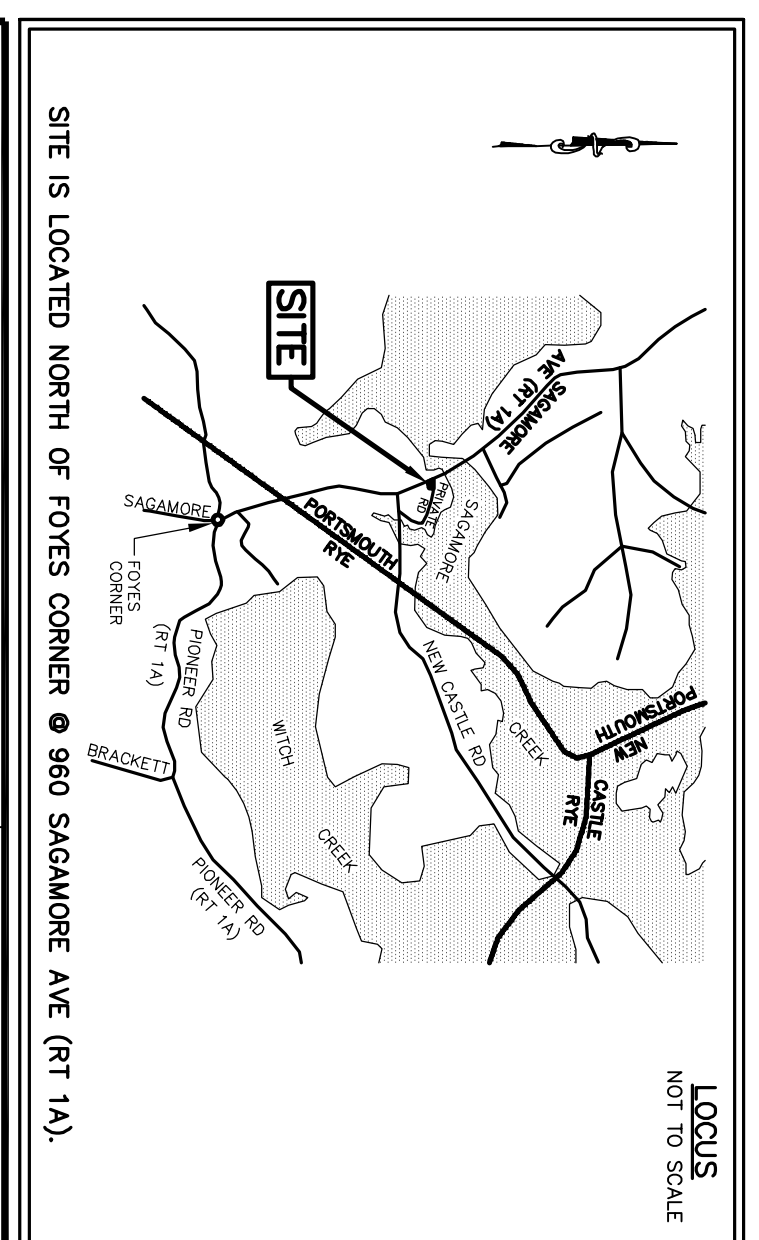 LOCUS
NOT TO SCALE
PORTSMOUTH
NEW
CASTLE
RYE
AVE (RT 1A)
SAGAMORE
SAGAMORE
CREEK
PRIVATE
RD
SITE
PORTSMOUTH
RYE
NEW CASTLE RD
SAGAMORE
FOYES
CORNER
PIONEER RD
(RT 1A)
WITCH
CREEK
BRACKETT
PIONEER RD
(RT 1A)
SITE IS LOCATED NORTH OF FOYES CORNER @ 960 SAGAMORE AVE (RT 1A).